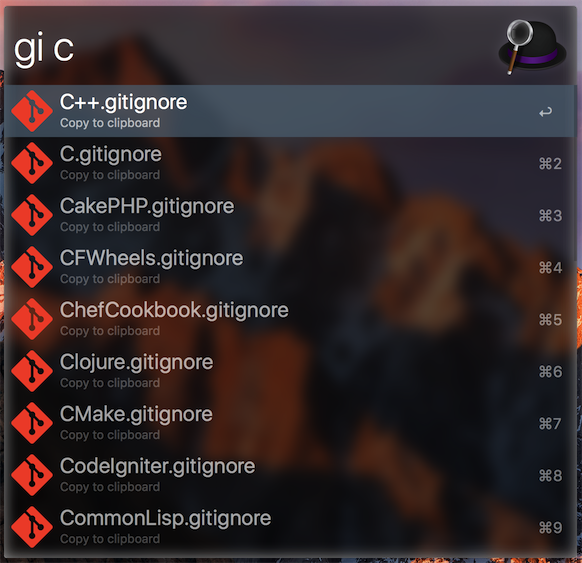 gi c
C++.gitignore
Copy to clipboard
↩
C.gitignore
Copy to clipboard
⌘2
CakePHP.gitignore
Copy to clipboard
⌘3
CFWheels.gitignore
Copy to clipboard
⌘4
ChefCookbook.gitignore
Copy to clipboard
⌘5
Clojure.gitignore
Copy to clipboard
⌘6
CMake.gitignore
Copy to clipboard
⌘7
CodeIgniter.gitignore
Copy to clipboard
⌘8
CommonLisp.gitignore
Copy to clipboard
⌘9